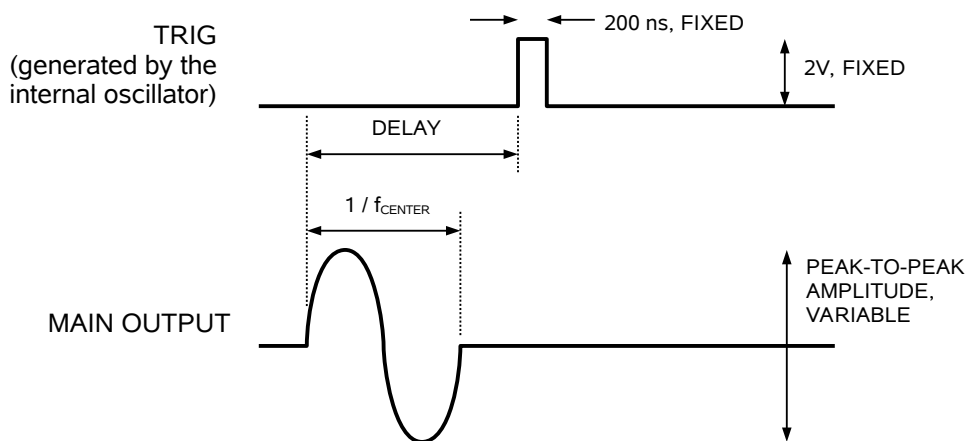 200 ns, FIXED
TRIG
(generated by the
internal oscillator)
2V, FIXED
DELAY
1 / fCENTER
PEAK-TO-PEAK
AMPLITUDE,
VARIABLE
MAIN OUTPUT